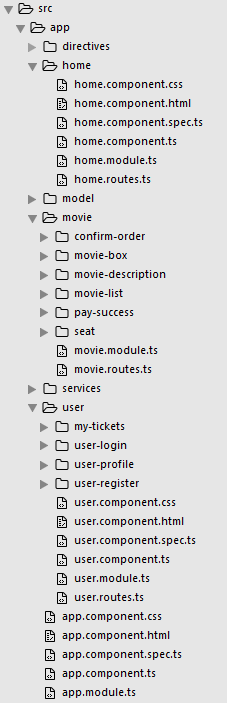 src
app
directives
home
home.component.css
home.component.html
home.component.spec.ts
home.component.ts
home.module.ts
home.routes.ts
model
movie
confirm-order
movie-box
movie-description
movie-list
pay-success
seat
movie.module.ts
movie.routes.ts
services
user
my-tickets
user-login
user-profile
user-register
user.component.css
user.component.html
user.component.spec.ts
user.component.ts
user.module.ts
user.routes.ts
app.component.css
app.component.html
app.component.spec.ts
app.component.ts
app.module.ts